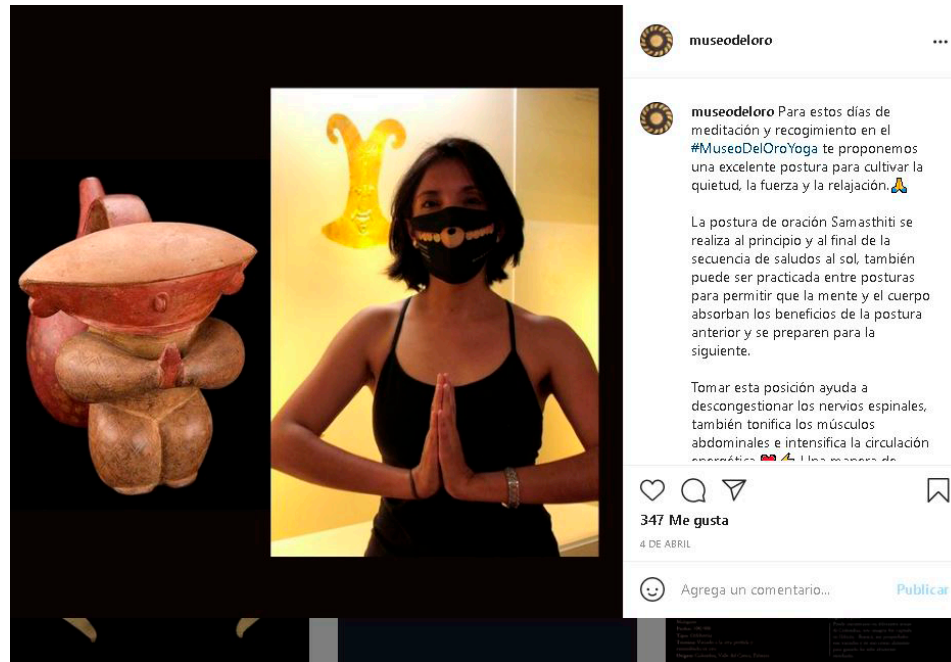 museodeloro
museodeloro Para estos días de
meditación y recogimiento en el
#MuseoDelOroYoga te proponemos
una excelente postura para cultivar la
quietud, la fuerza y la relajación.🙏
La postura de oración Samasthiti se
realiza al principio y al final de la
secuencia de saludos al sol, también
puede ser practicada entre posturas
para permitir que la mente y el cuerpo
absorban los beneficios de la postura
anterior y se preparen para la
siguiente.
Tomar esta posición ayuda a
descongestionar los nervios espinales,
también tonifica los músculos
abdominales e intensifica la circulación
energética ❤️⚡ Una manera de
347 Me gusta
4 DE ABRIL
Agrega un comentario...
Publicar